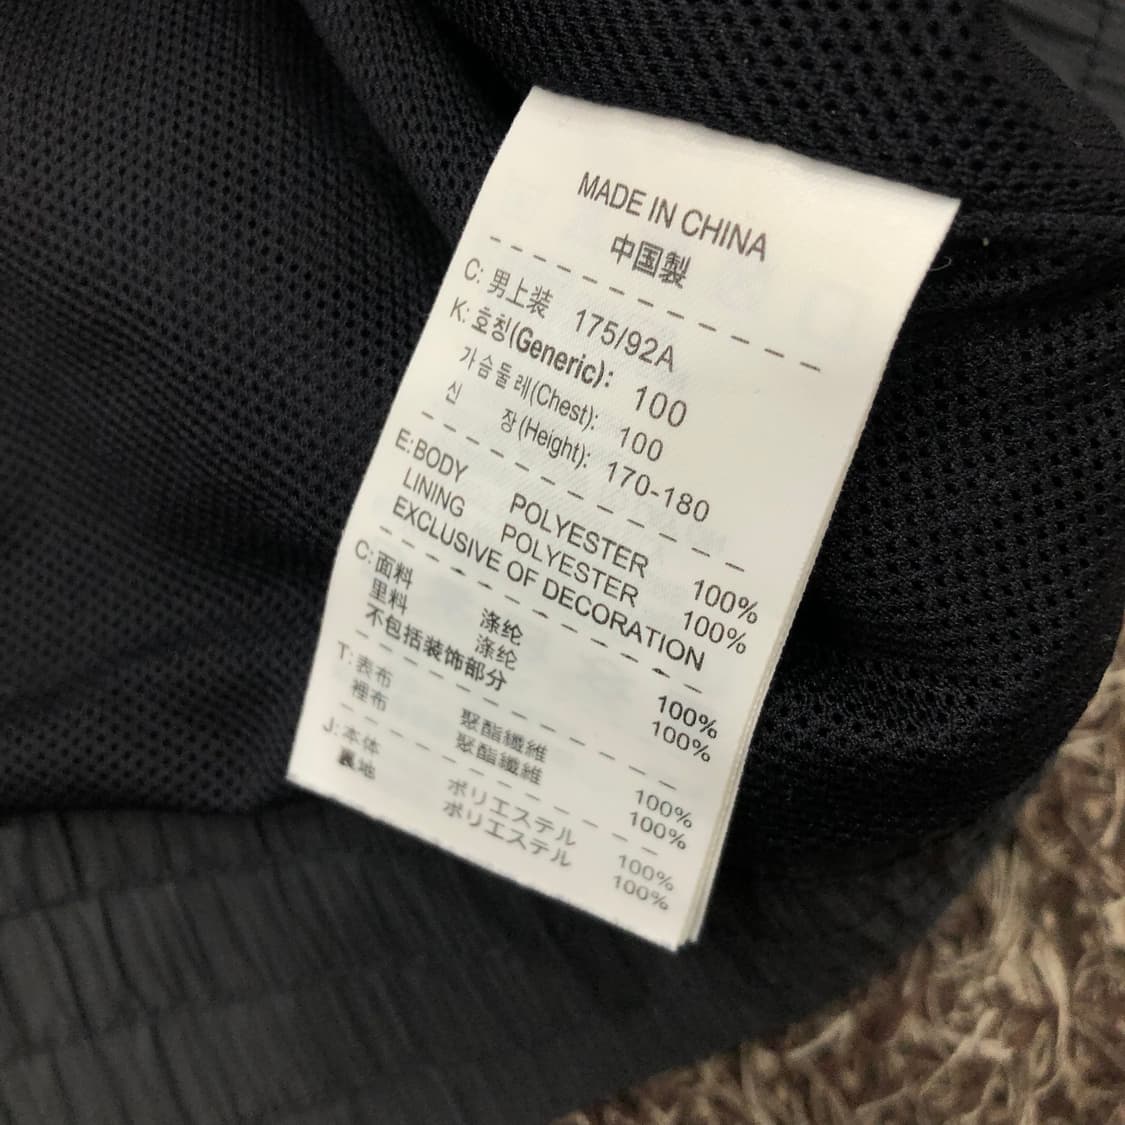 MADE IN CHINA
中国製
C: 男上装 175/92A
K: 호칭(Generic): 100
가슴둘레(Chest): 100
신 장(Height): 170-180
E: BODY POLYESTER 100%
LINING POLYESTER 100%
EXCLUSIVE OF DECORATION
C: 面料 涤纶 100%
里料 涤纶 100%
不包括装饰部分
T: 表布 聚酯纖維 100%
裡布 聚酯纖維 100%
J: 本体 ポリエステル 100%
裏地 ポリエステル 100%